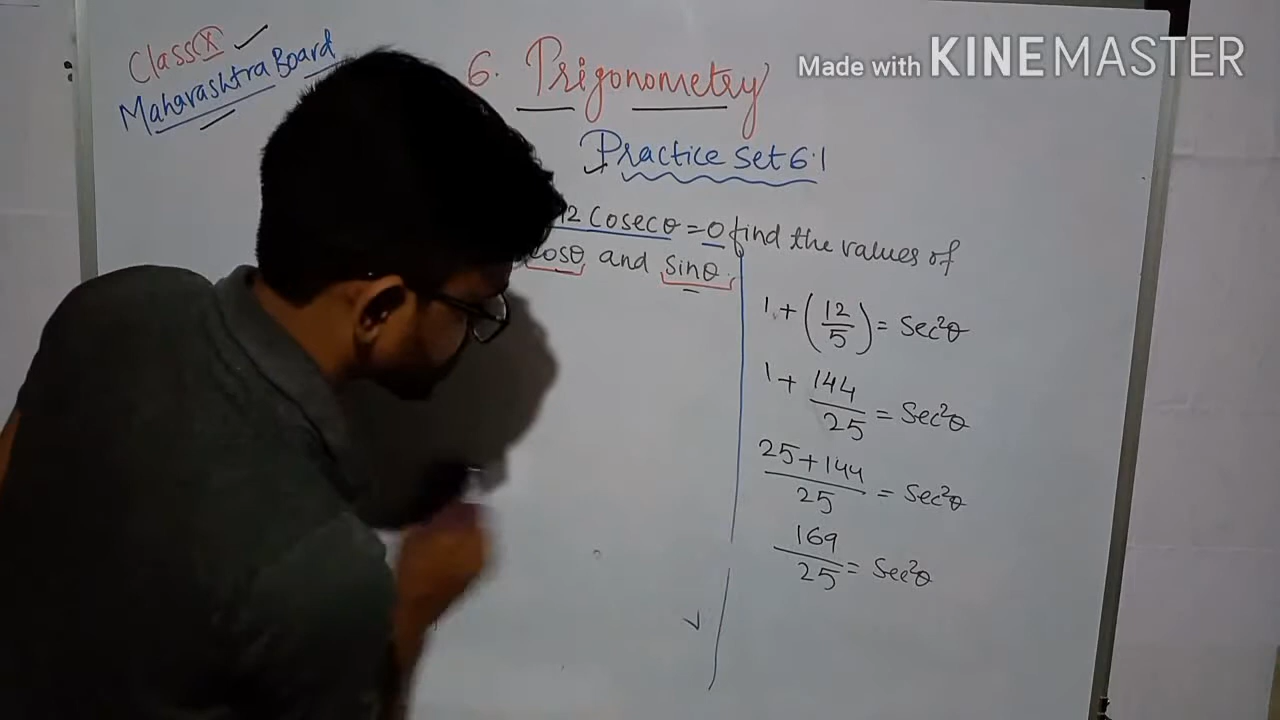 Class X
Maharashtra Board
6. Trigonometry
Made with KINEMASTER
Practice Set 6.1
12 Cosecθ = 0 find the values of
cosθ and sinθ.
1 + (12/5) = Sec²θ
1 + 144/25 = Sec²θ
25+144/25 = Sec²θ
169/25 = Sec²θ